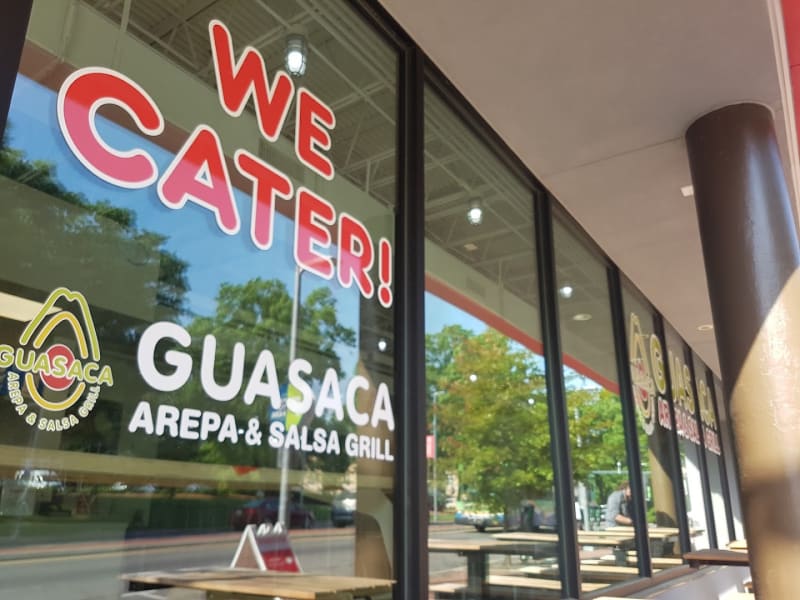 WE
CATER!
GUASACA
AREPA & SALSA GRILL
GUASACA
AREPA & SALSA GRILL